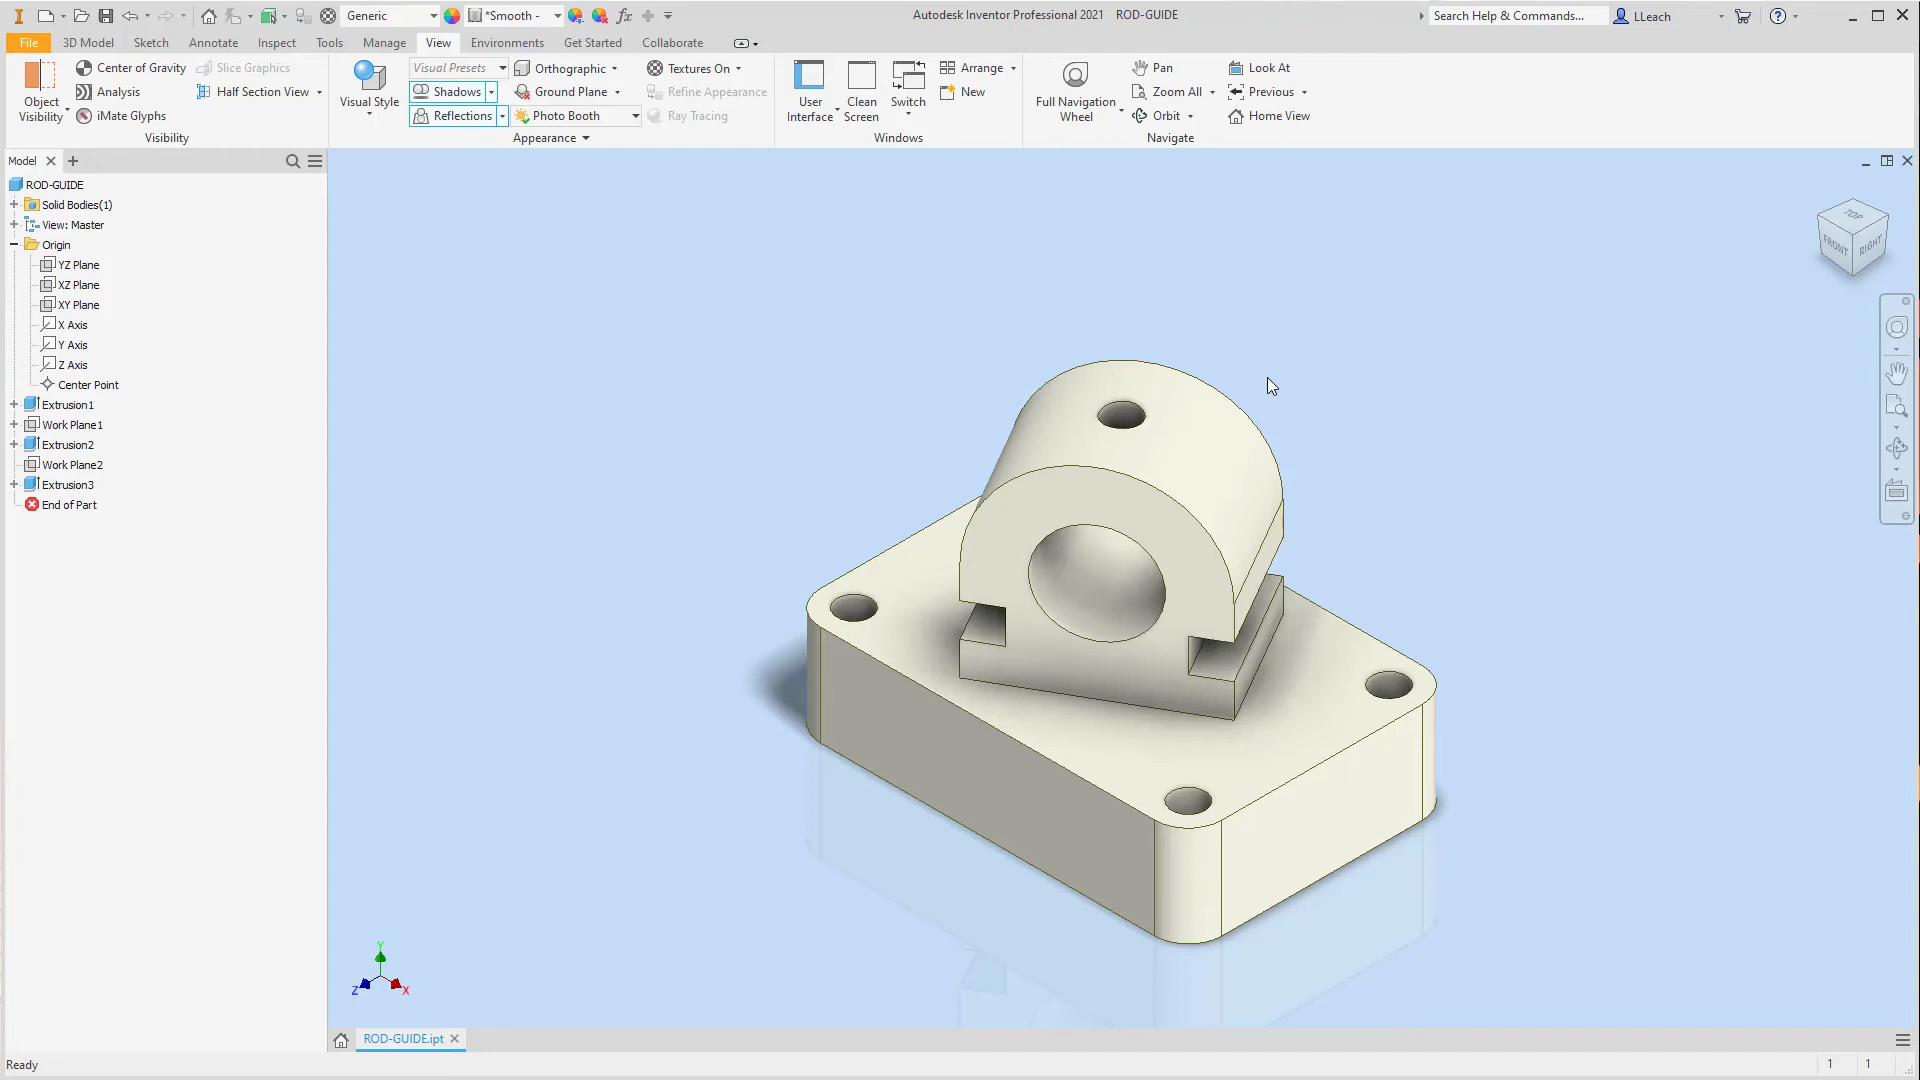 Generic
*Smooth -
fx
Autodesk Inventor Professional 2021 ROD-GUIDE
Search Help & Commands...
LLeach
File
3D Model
Sketch
Annotate
Inspect
Tools
Manage
View
Environments
Get Started
Collaborate
Object
Visibility
Center of Gravity
Analysis
iMate Glyphs
Slice Graphics
Half Section View
Visibility
Visual Style
Visual Presets
Shadows
Reflections
Orthographic
Ground Plane
Photo Booth
Textures On
Refine Appearance
Ray Tracing
Appearance
User
Interface
Clean
Screen
Switch
Arrange
New
Windows
Full Navigation
Wheel
Pan
Zoom All
Orbit
Look At
Previous
Home View
Navigate
Model
ROD-GUIDE
Solid Bodies(1)
View: Master
Origin
YZ Plane
XZ Plane
XY Plane
X Axis
Y Axis
Z Axis
Center Point
Extrusion1
Work Plane1
Extrusion2
Work Plane2
Extrusion3
End of Part
TOP
FRONT
RIGHT
Y
Z
X
ROD-GUIDE.ipt
Ready
1
1